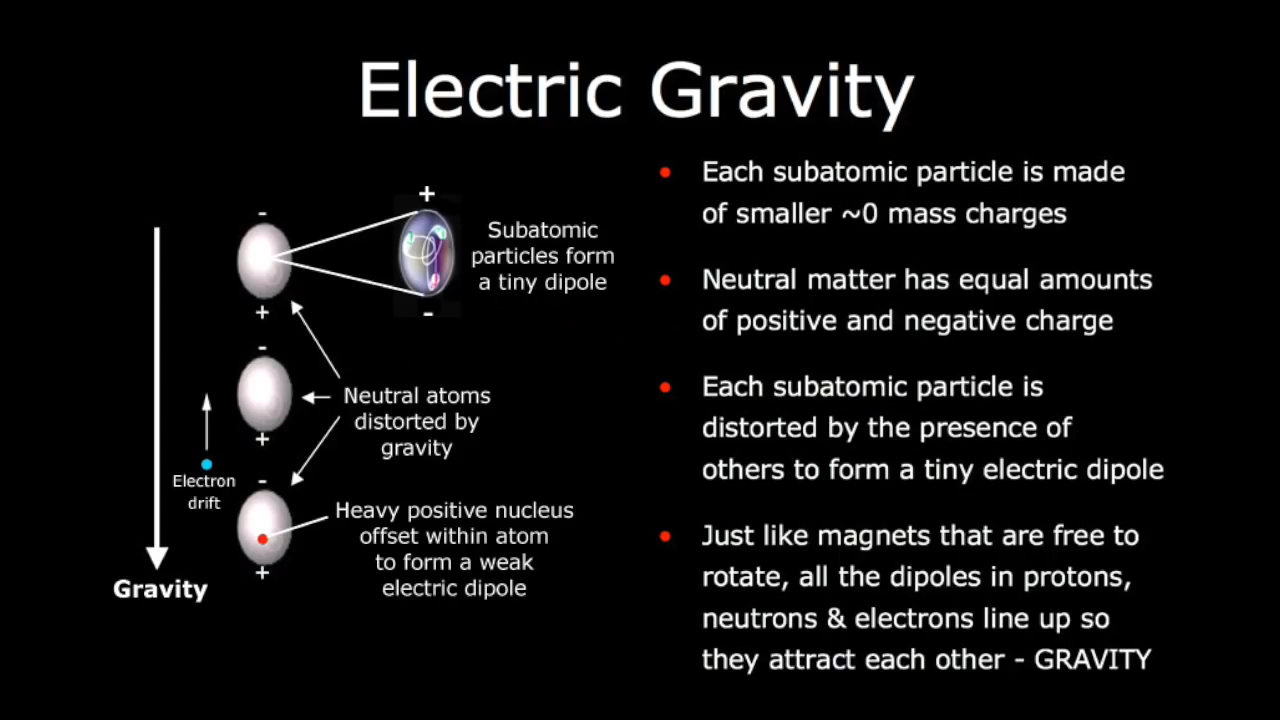 Electric Gravity
+
-
Subatomic
particles form
a tiny dipole
+
-
-
Neutral atoms
distorted by
gravity
+
Electron
drift
-
Heavy positive nucleus
offset within atom
to form a weak
electric dipole
+
Gravity
• Each subatomic particle is made
of smaller ~0 mass charges
• Neutral matter has equal amounts
of positive and negative charge
• Each subatomic particle is
distorted by the presence of
others to form a tiny electric dipole
• Just like magnets that are free to
rotate, all the dipoles in protons,
neutrons & electrons line up so
they attract each other - GRAVITY